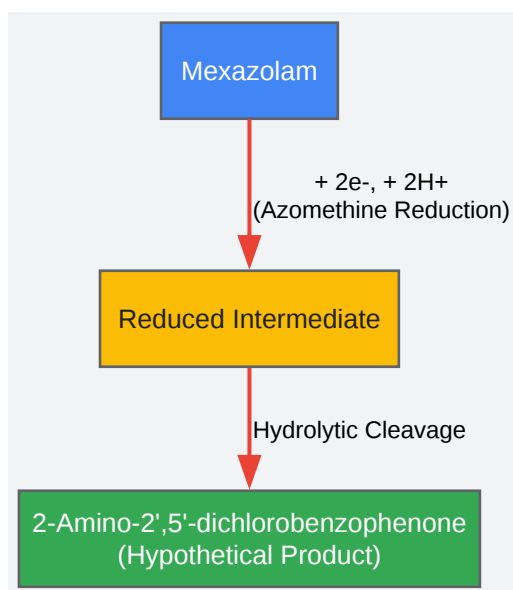 Mexazolam
+ 2e-, + 2H+
(Azomethine Reduction)
Reduced Intermediate
Hydrolytic Cleavage
2-Amino-2',5'-dichlorobenzophenone
(Hypothetical Product)